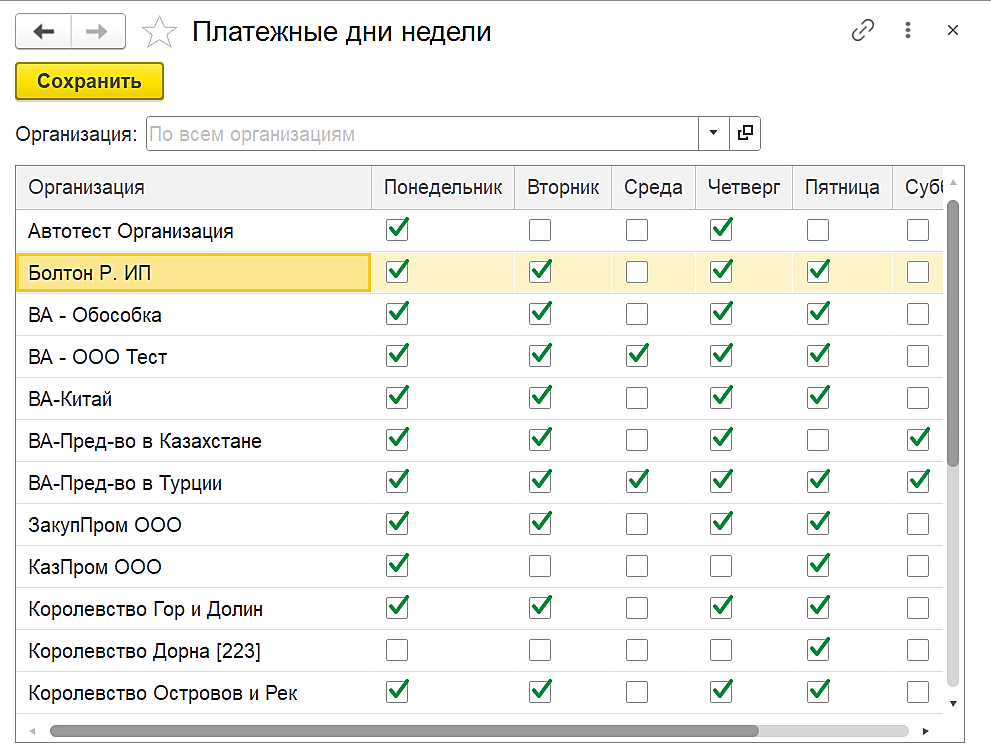 Платежные дни недели
Сохранить
Организация: По всем организациям
Организация Понедельник Вторник Среда Четверг Пятница Субб
Автотест Организация
Болтон Р. ИП
ВА - Обособка
ВА - ООО Тест
ВА-Китай
ВА-Пред-во в Казахстане
ВА-Пред-во в Турции
ЗакупПром ООО
КазПром ООО
Королевство Гор и Долин
Королевство Дорна [223]
Королевство Островов и Рек